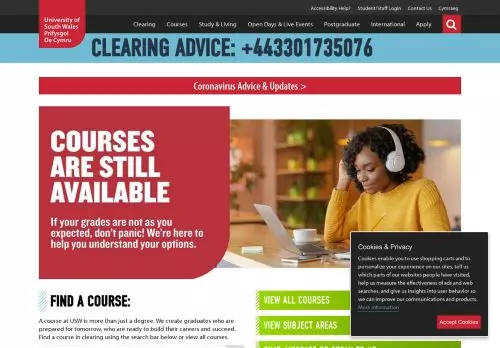 Accessibility Help? Student/Staff Login Contact Us Cymraeg
University of
South Wales
Prifysgol
De Cymru
Clearing Courses Study & Living Open Days & Live Events Postgraduate International Apply
CLEARING ADVICE: +443301735076
Coronavirus Advice & Updates >
COURSES
ARE STILL
AVAILABLE
If your grades are not as you
expected, don't panic! We're here to
help you understand your options.
FIND A COURSE:
A course at USW is more than just a degree. We create graduates who are
prepared for tomorrow, who are ready to build their careers and succeed.
Find a course in clearing using the search bar below or view all courses.
VIEW ALL COURSES
VIEW SUBJECT AREAS
Cookies & Privacy
Cookies enable you to use shopping carts and to
personalize your experience on our sites, tell us
which parts of our websites people have visited,
help us measure the effectiveness of ads and web
searches, and give us insights into user behavior so
we can improve our communications and products.
More information
Accept Cookies